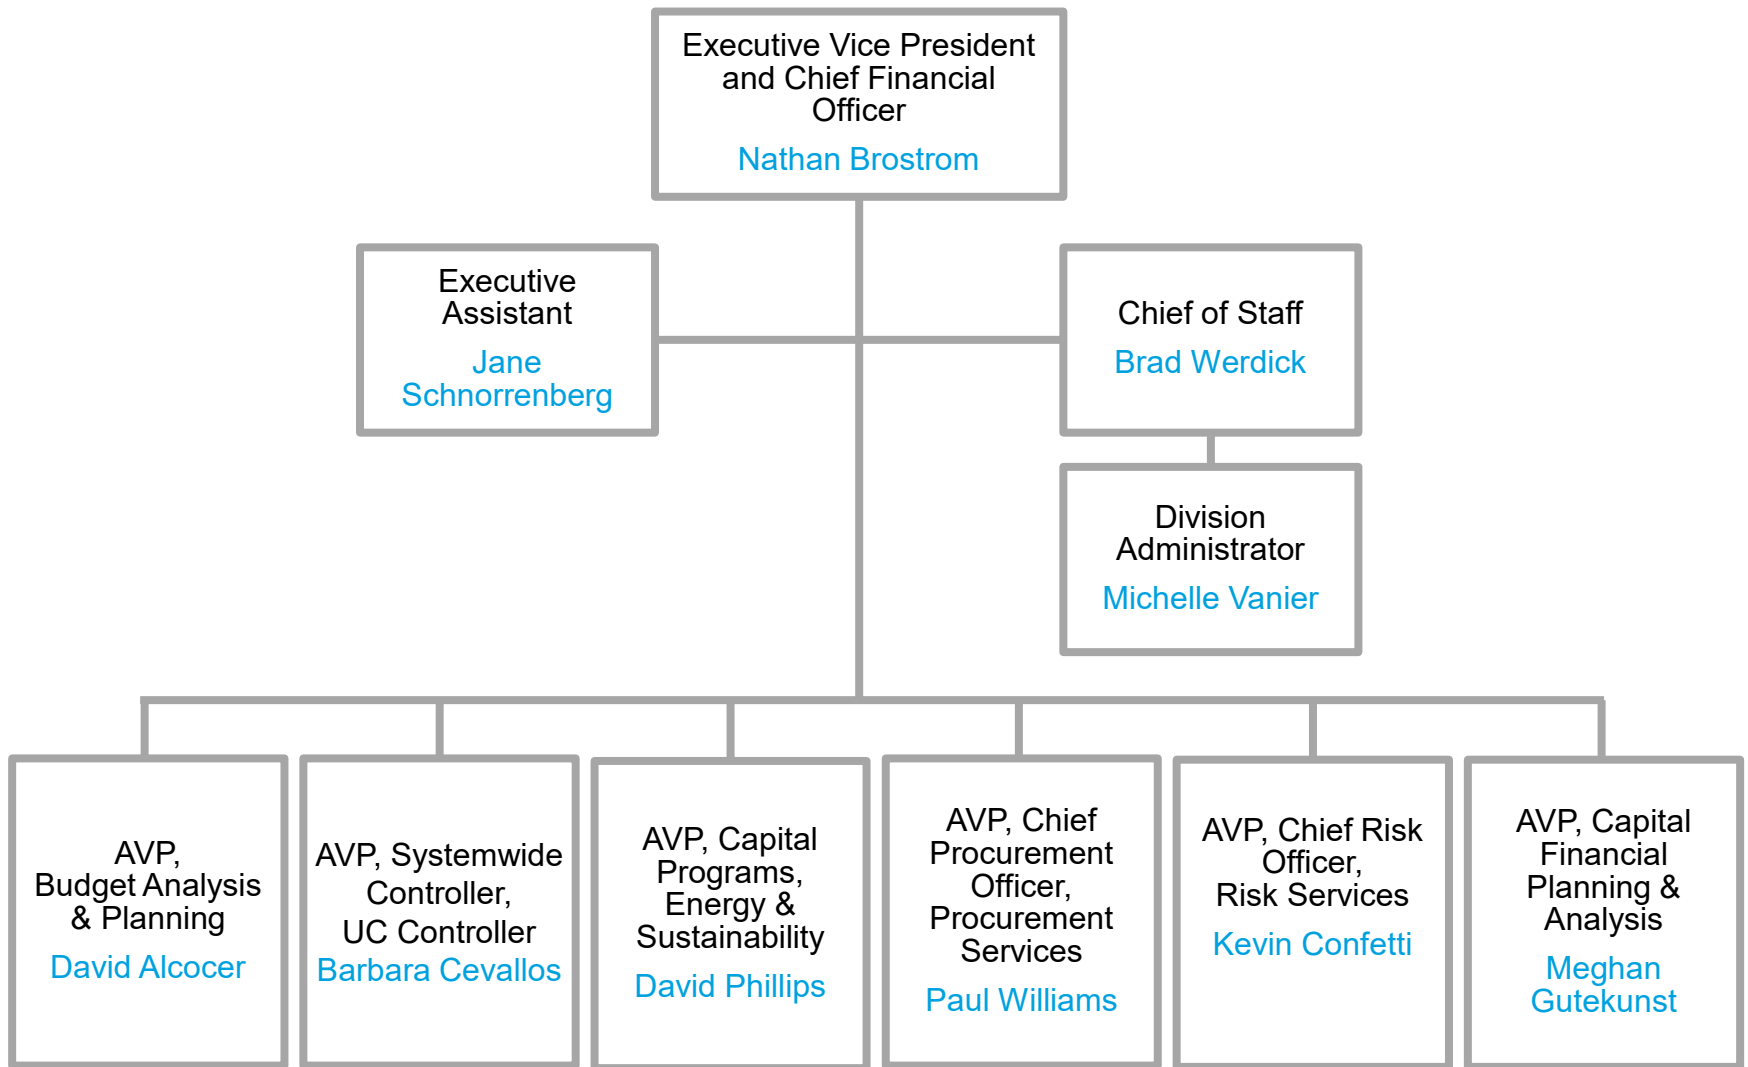 Executive Vice President
and Chief Financial
Officer
Nathan Brostrom
Executive
Assistant
Jane
Schnorrenberg
Chief of Staff
Brad Werdick
Division
Administrator
Michelle Vanier
AVP,
Budget Analysis
& Planning
David Alcocer
AVP, Systemwide
Controller,
UC Controller
Barbara Cevallos
AVP, Capital
Programs,
Energy &
Sustainability
David Phillips
AVP, Chief
Procurement
Officer,
Procurement
Services
Paul Williams
AVP, Chief Risk
Officer,
Risk Services
Kevin Confetti
AVP, Capital
Financial
Planning &
Analysis
Meghan
Gutekunst